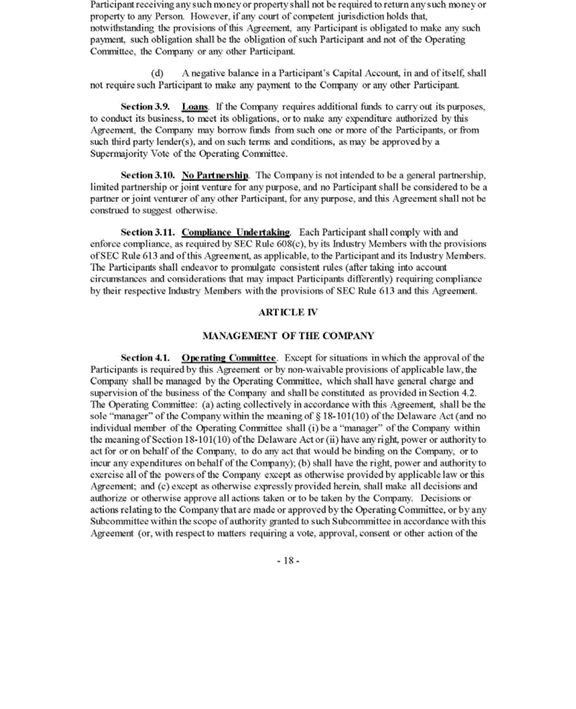 Participant receiving any such money or property shall not be required to return any such money or
property to any Person. However, if any court of competent jurisdiction holds that,
notwithstanding the provisions of this Agreement, any Participant is obligated to make any such
payment, such obligation shall be the obligation of such Participant and not of the Operating
Committee, the Company or any other Participant.
(d) A negative balance in a Participant's Capital Account, in and of itself, shall
not require such Participant to make any payment to the Company or any other Participant.
Section 3.9. Loans. If the Company requires additional funds to carry out its purposes,
to conduct its business, to meet its obligations, or to make any expenditure authorized by this
Agreement, the Company may borrow funds from such one or more of the Participants, or from
such third party lender(s), and on such terms and conditions, as may be approved by a
Supermajority Vote of the Operating Committee.
Section 3.10. No Partnership. The Company is not intended to be a general partnership,
limited partnership or joint venture for any purpose, and no Participant shall be considered to be a
partner or joint venturer of any other Participant, for any purpose, and this Agreement shall not be
construed to suggest otherwise.
Section 3.11. Compliance Undertaking. Each Participant shall comply with and
enforce compliance, as required by SEC Rule 608(c), by its Industry Members with the provisions
of SEC Rule 613 and of this Agreement, as applicable, to the Participant and its Industry Members.
The Participants shall endeavor to promulgate consistent rules (after taking into account
circumstances and considerations that may impact Participants differently) requiring compliance
by their respective Industry Members with the provisions of SEC Rule 613 and this Agreement.
ARTICLE IV
MANAGEMENT OF THE COMPANY
Section 4.1. Operating Committee. Except for situations in which the approval of the
Participants is required by this Agreement or by non-waivable provisions of applicable law, the
Company shall be managed by the Operating Committee, which shall have general charge and
supervision of the business of the Company and shall be constituted as provided in Section 4.2.
The Operating Committee: (a) acting collectively in accordance with this Agreement, shall be the
sole "manager" of the Company within the meaning of § 18-101(10) of the Delaware Act (and no
individual member of the Operating Committee shall (i) be a "manager" of the Company within
the meaning of Section 18-101(10) of the Delaware Act or (ii) have any right, power or authority to
act for or on behalf of the Company, to do any act that would be binding on the Company, or to
incur any expenditures on behalf of the Company); (b) shall have the right, power and authority to
exercise all of the powers of the Company except as otherwise provided by applicable law or this
Agreement; and (c) except as otherwise expressly provided herein, shall make all decisions and
authorize or otherwise approve all actions taken or to be taken by the Company. Decisions or
actions relating to the Company that are made or approved by the Operating Committee, or by any
Subcommittee within the scope of authority granted to such Subcommittee in accordance with this
Agreement (or, with respect to matters requiring a vote, approval, consent or other action of the
- 18 -